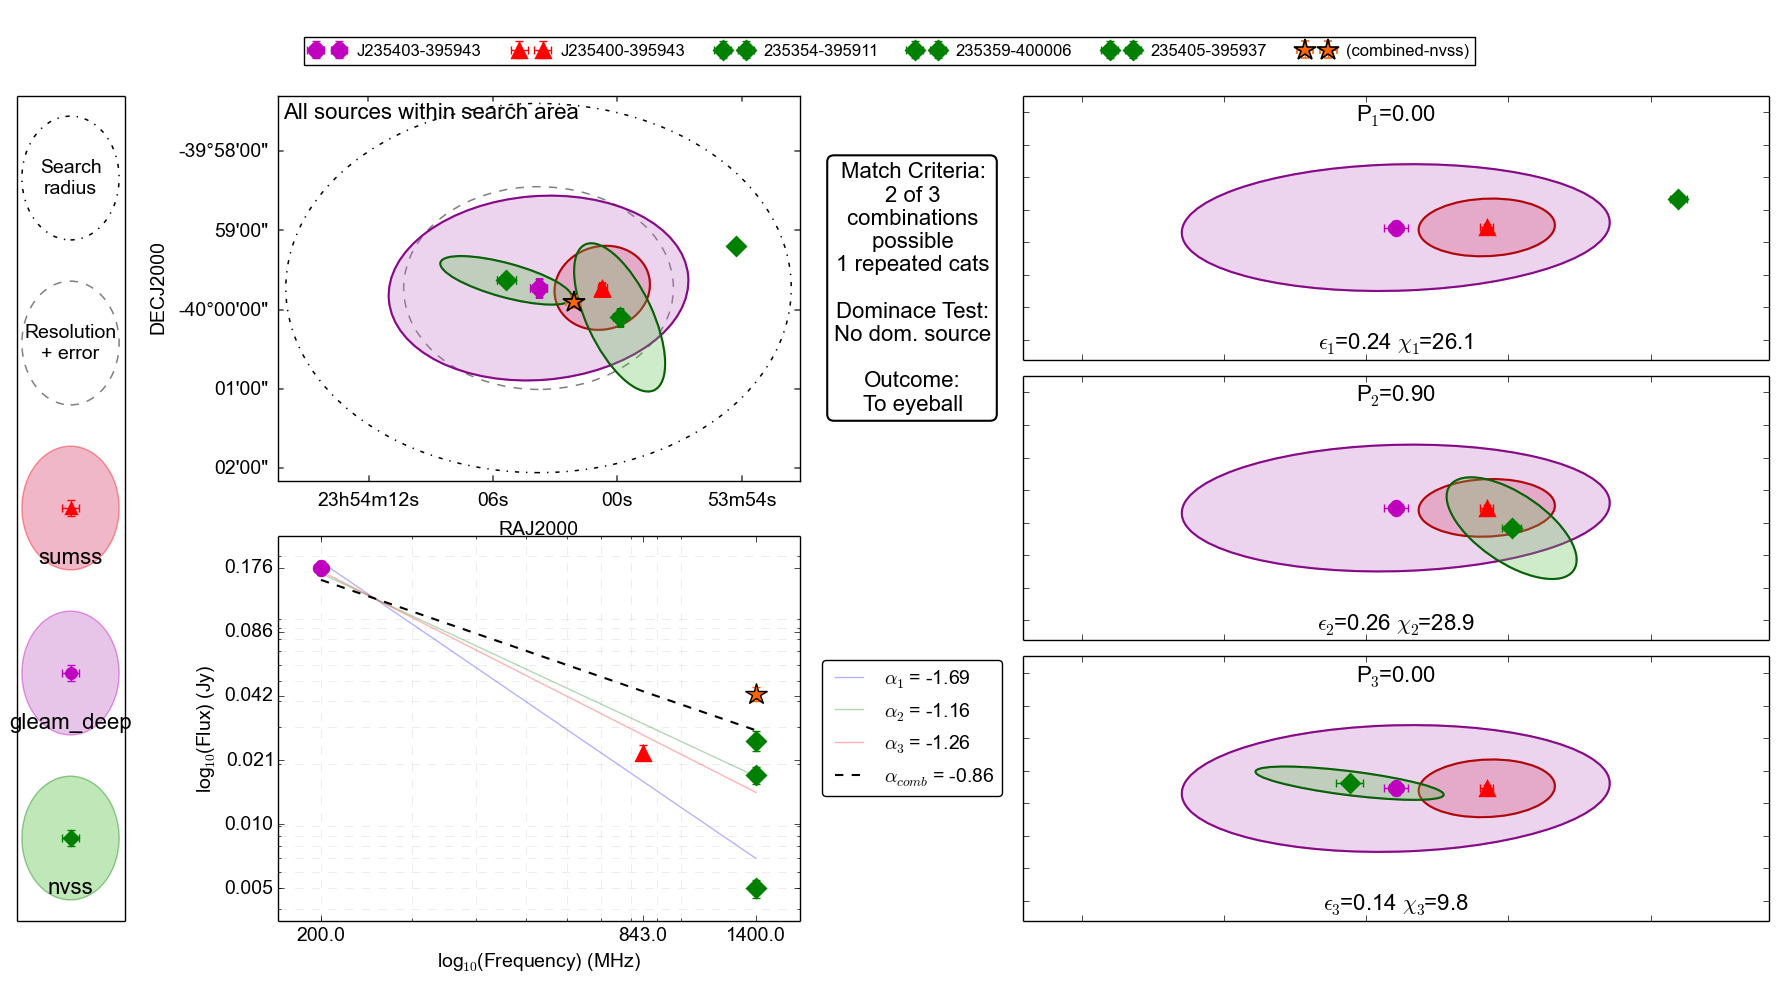 J235403-395943 J235400-395943 235354-395911 235359-400006 235405-395937 (combined-nvss)
Search
radius
Resolution
+ error
sumss
gleam_deep
nvss
All sources within search area
DECJ2000
-39°58'00"
59'00"
-40°00'00"
01'00"
02'00"
23h54m12s 06s 00s 53m54s
RAJ2000
Match Criteria:
2 of 3
combinations
possible
1 repeated cats
Dominace Test:
No dom. source
Outcome:
To eyeball
log10(Flux) (Jy)
0.176
0.086
0.042
0.021
0.010
0.005
200.0 843.0 1400.0
log10(Frequency) (MHz)
α1 = -1.69
α2 = -1.16
α3 = -1.26
αcomb = -0.86
P1=0.00
ϵ1=0.24 χ1=26.1
P2=0.90
ϵ2=0.26 χ2=28.9
P3=0.00
ϵ3=0.14 χ3=9.8